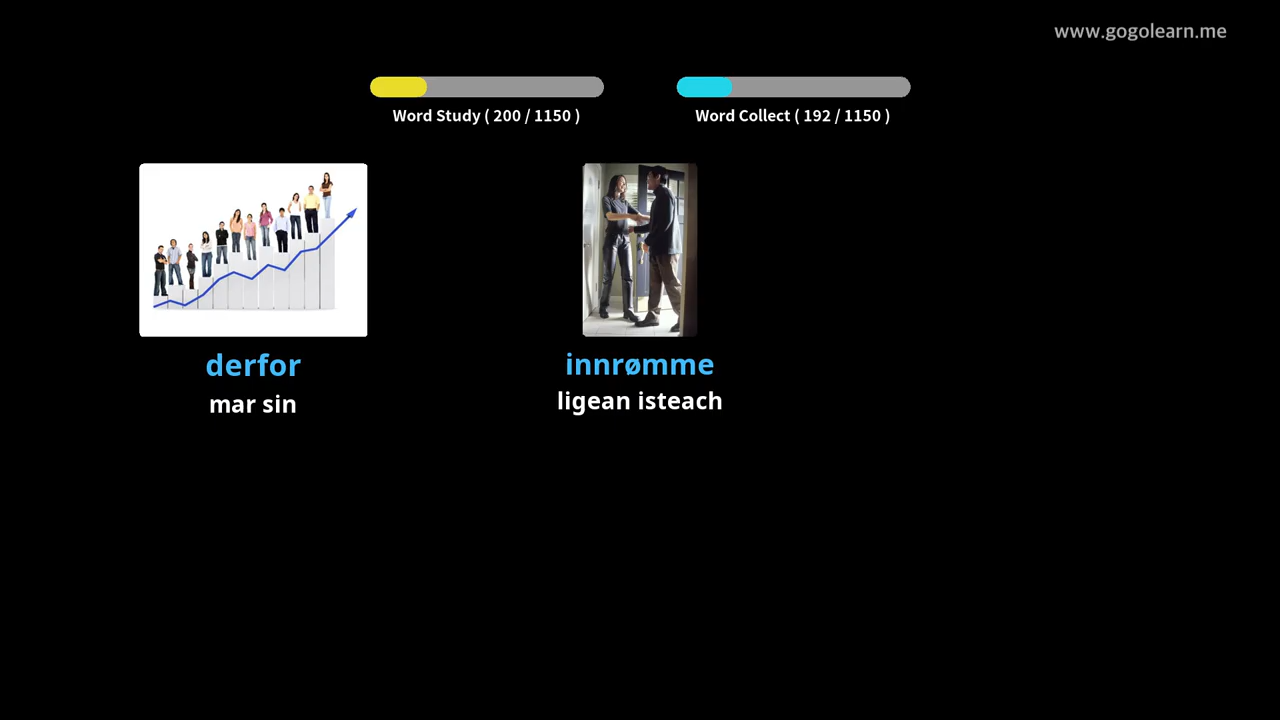 www.gogolearn.me
Word Study ( 200 / 1150 )
Word Collect ( 192 / 1150 )
derfor
mar sin
innrømme
ligean isteach